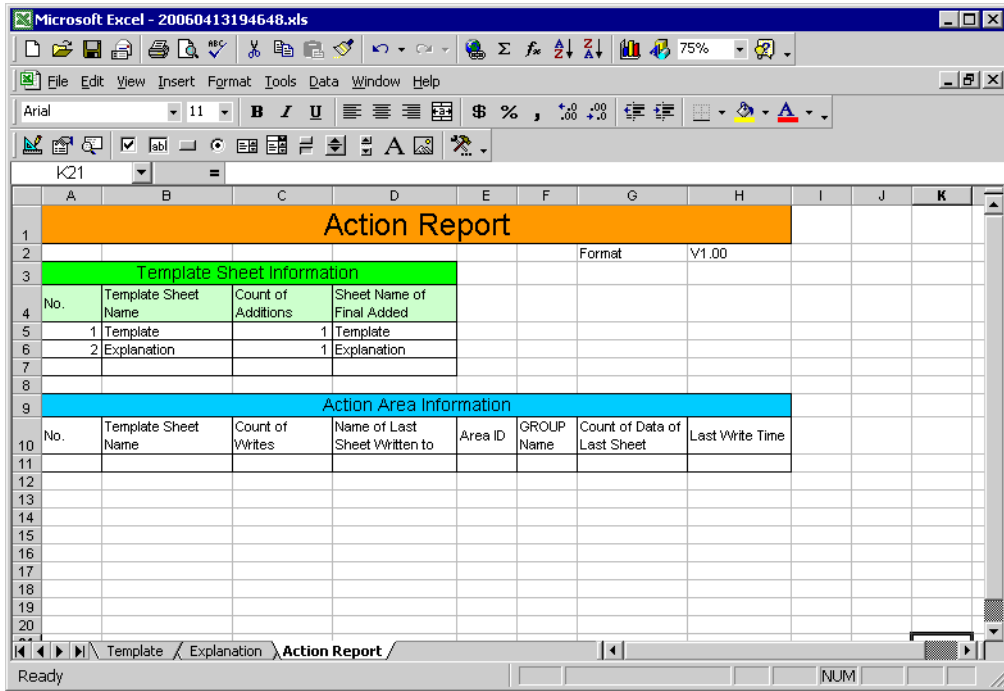 Microsoft Excel - 20060413194648.xls
ABC Σ fx A Z Z A 75%
File Edit View Insert Format Tools Data Window Help
Arial 11 B I U $ % , .00 .00 A
ab A
K21 =
A B C D E F G H I J K
1 Action Report
2 Format V1.00
3 Template Sheet Information
Template Sheet Count of Sheet Name of
4 No. Name Additions Final Added
5 1 Template 1 Template
6 2 Explanation 1 Explanation
7
8
9 Action Area Information
Template Sheet Count of Name of Last GROUP Count of Data of
10 No. Name Writes Sheet Written to Area ID Name Last Sheet Last Write Time
11
12
13
14
15
16
17
18
19
20
Template Explanation Action Report
Ready NUM